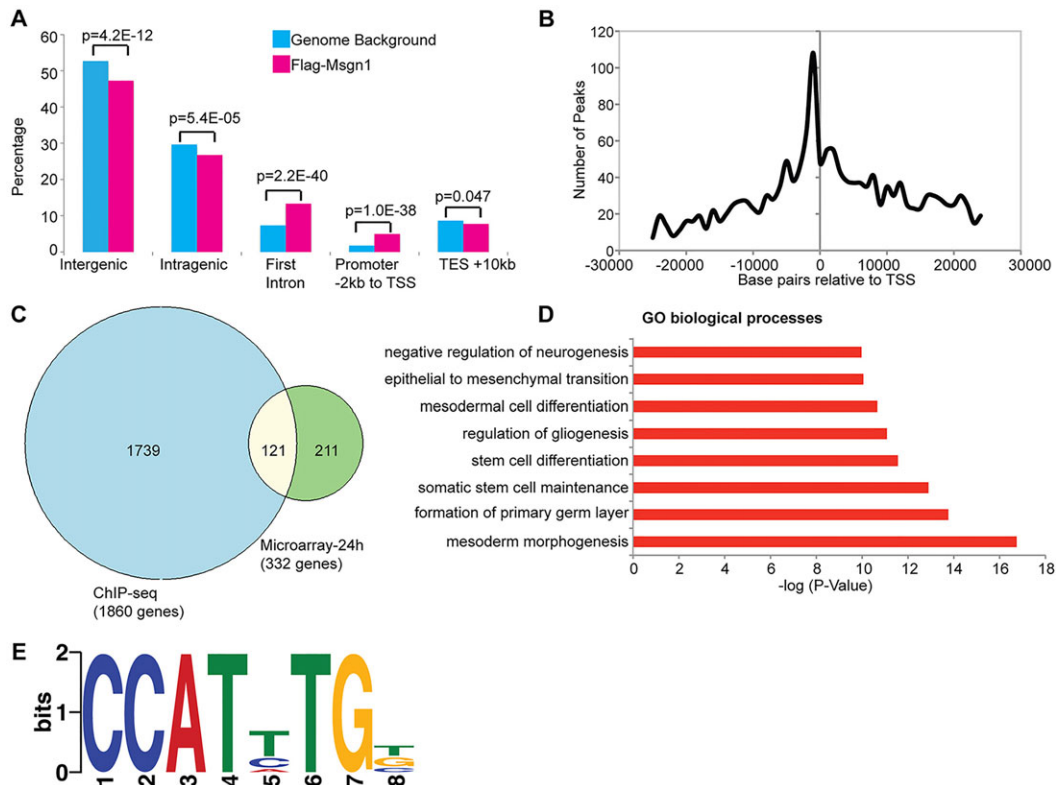 A
60
50
40
30
20
10
0
Percentage
p=4.2E-12
p=5.4E-05
p=2.2E-40
p=1.0E-38
p=0.047
Genome Background
Flag-Msgn1
Intergenic
Intragenic
First
Intron
Promoter
-2kb to TSS
TES +10kb
B
120
100
80
60
40
20
0
Number of Peaks
-30000
-20000
-10000
0
10000
20000
30000
Base pairs relative to TSS
C
1739
121
211
Microarray-24h
(332 genes)
ChIP-seq
(1860 genes)
D
GO biological processes
negative regulation of neurogenesis
epithelial to mesenchymal transition
mesodermal cell differentiation
regulation of gliogenesis
stem cell differentiation
somatic stem cell maintenance
formation of primary germ layer
mesoderm morphogenesis
0 2 4 6 8 10 12 14 16 18
-log (P-Value)
E
2
1
0
bits
CCATTTGT
C G
A C
1 2 3 4 5 6 7 8